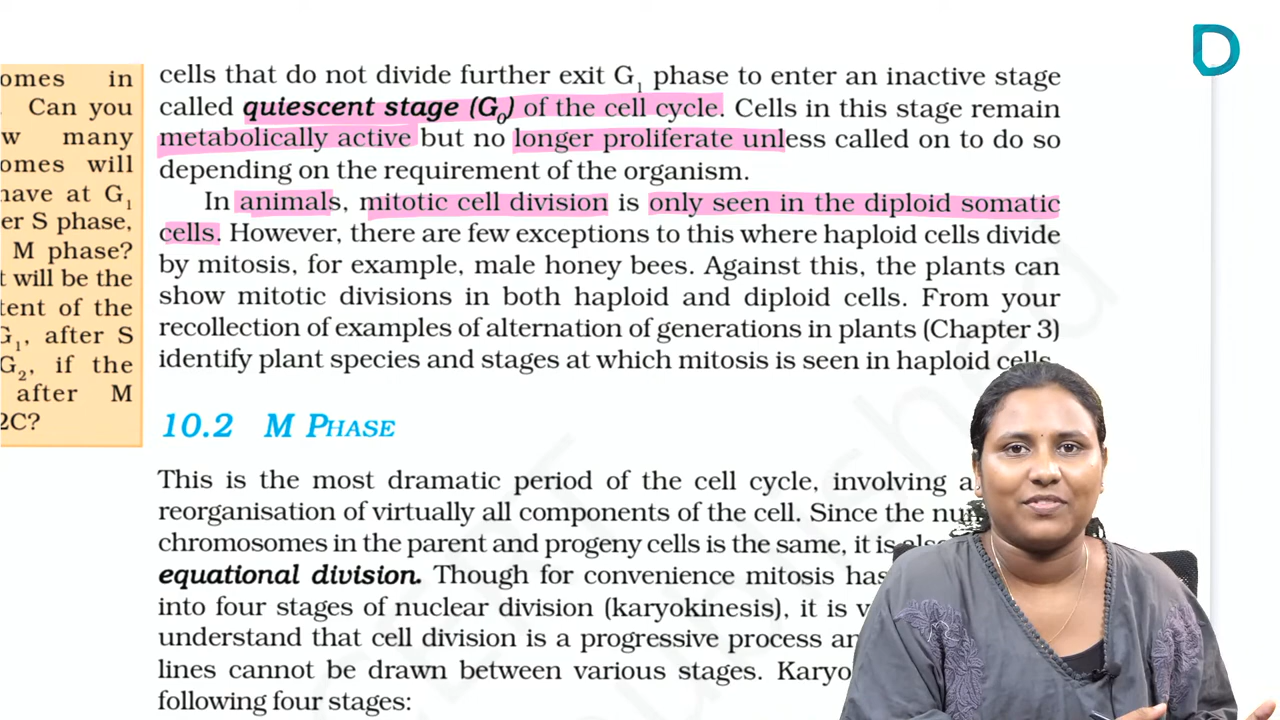 D
omes in
Can you
w many
omes will
have at G1
er S phase,
M phase?
t will be the
tent of the
G1, after S
G2, if the
after M
2C?
cells that do not divide further exit G1 phase to enter an inactive stage
called quiescent stage (G0) of the cell cycle. Cells in this stage remain
metabolically active but no longer proliferate unless called on to do so
depending on the requirement of the organism.
In animals, mitotic cell division is only seen in the diploid somatic
cells. However, there are few exceptions to this where haploid cells divide
by mitosis, for example, male honey bees. Against this, the plants can
show mitotic divisions in both haploid and diploid cells. From your
recollection of examples of alternation of generations in plants (Chapter 3)
identify plant species and stages at which mitosis is seen in haploid cells.
10.2 M PHASE
This is the most dramatic period of the cell cycle, involving a
reorganisation of virtually all components of the cell. Since the
chromosomes in the parent and progeny cells is the same, it is
equational division. Though for convenience mitosis has
into four stages of nuclear division (karyokinesis), it is
understand that cell division is a progressive process
lines cannot be drawn between various stages.
following four stages: